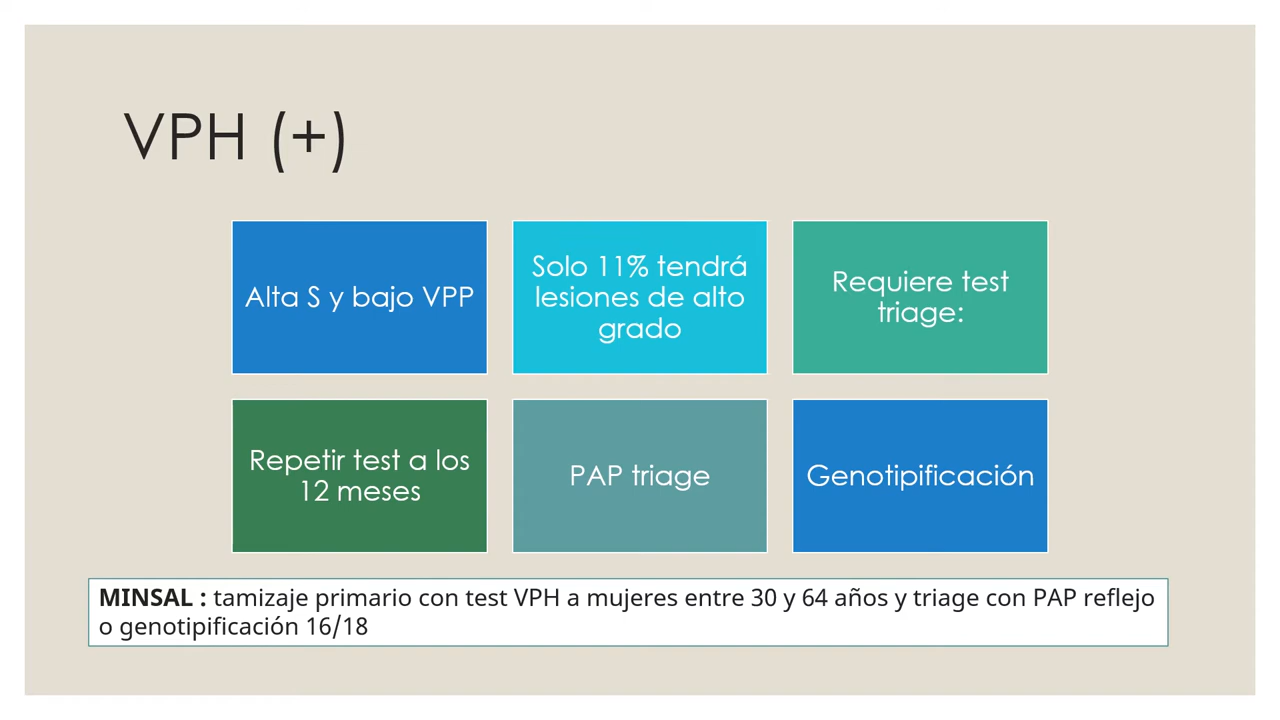 VPH (+)
Alta S y bajo VPP
Solo 11% tendrá
lesiones de alto
grado
Requiere test
triage:
Repetir test a los
12 meses
PAP triage
Genotipificación
MINSAL : tamizaje primario con test VPH a mujeres entre 30 y 64 años y triage con PAP reflejo
o genotipificación 16/18